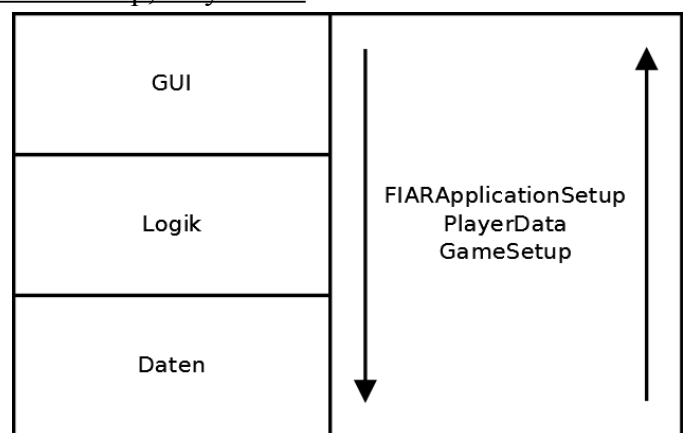 GUI
Logik
Daten
FIARApplicationSetup
PlayerData
GameSetup